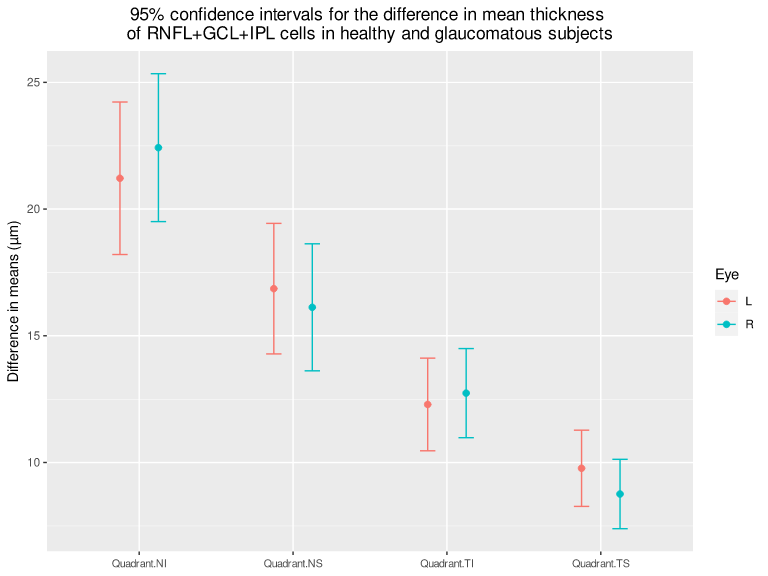 95% confidence intervals for the difference in mean thickness
of RNFL+GCL+IPL cells in healthy and glaucomatous subjects
Difference in means (µm)
25
20
15
10
Quadrant.NI
Quadrant.NS
Quadrant.TI
Quadrant.TS
Eye
L
R